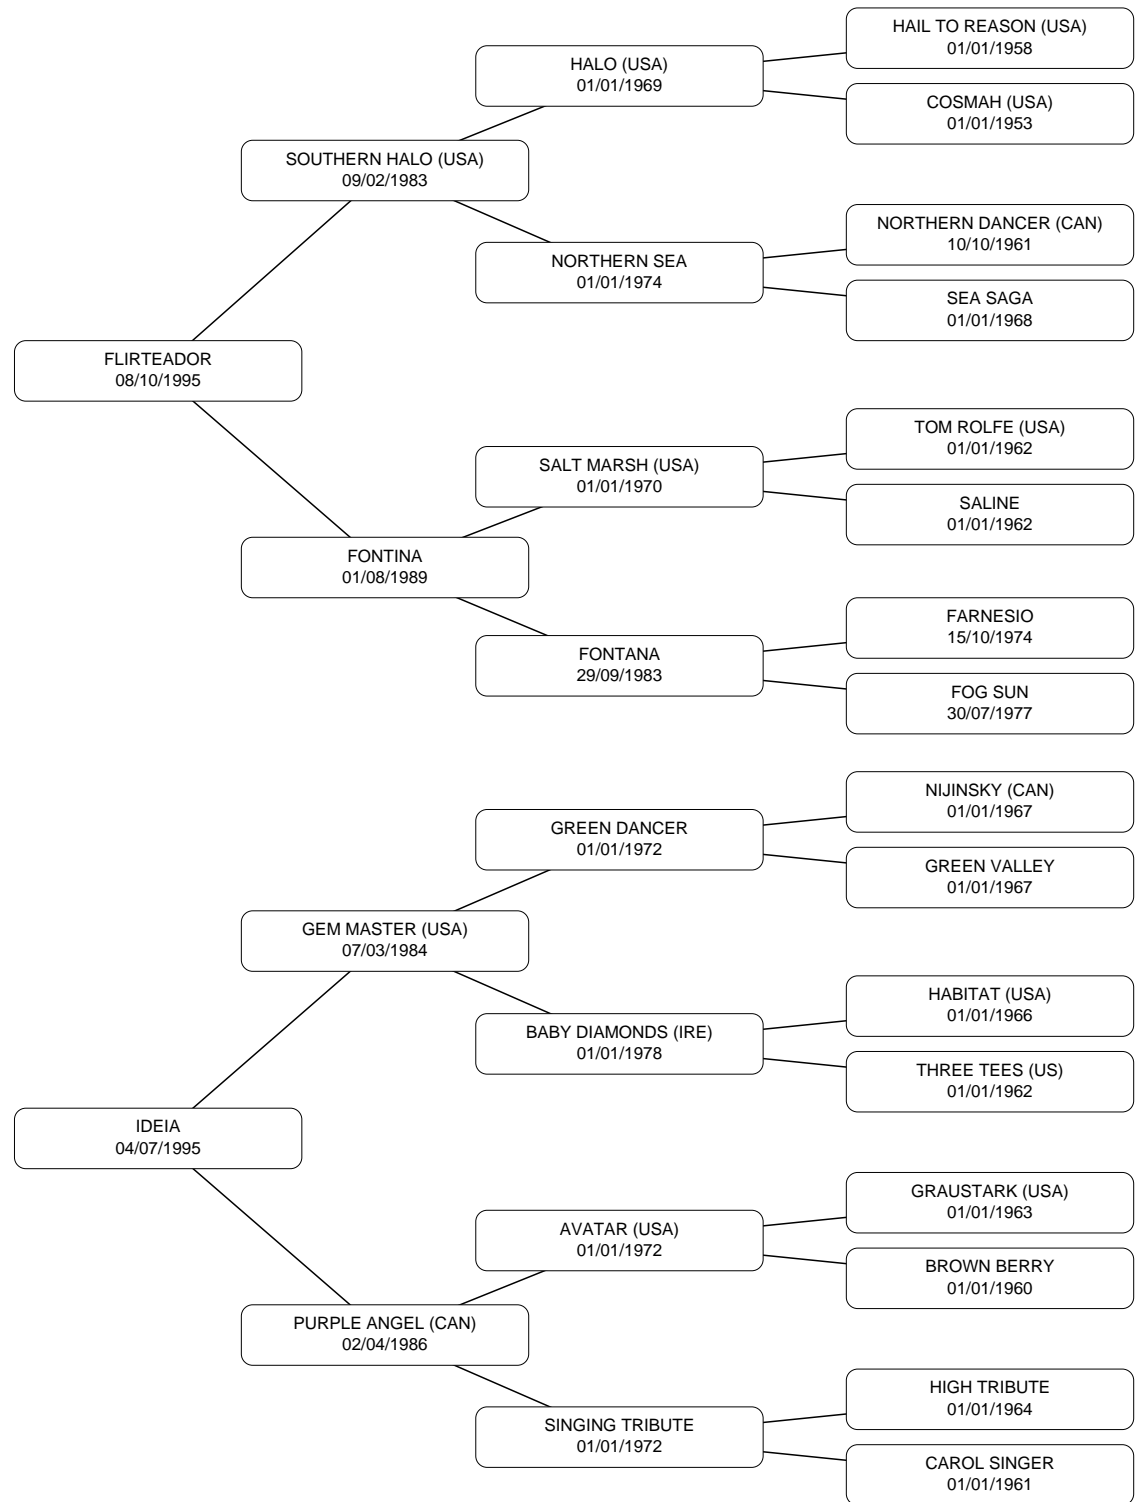 HAIL TO REASON (USA)
01/01/1958
HALO (USA)
01/01/1969
COSMAH (USA)
01/01/1953
SOUTHERN HALO (USA)
09/02/1983
NORTHERN DANCER (CAN)
10/10/1961
NORTHERN SEA
01/01/1974
SEA SAGA
01/01/1968
FLIRTEADOR
08/10/1995
TOM ROLFE (USA)
01/01/1962
SALT MARSH (USA)
01/01/1970
SALINE
01/01/1962
FONTINA
01/08/1989
FARNESIO
15/10/1974
FONTANA
29/09/1983
FOG SUN
30/07/1977
NIJINSKY (CAN)
01/01/1967
GREEN DANCER
01/01/1972
GREEN VALLEY
01/01/1967
GEM MASTER (USA)
07/03/1984
HABITAT (USA)
01/01/1966
BABY DIAMONDS (IRE)
01/01/1978
THREE TEES (US)
01/01/1962
IDEIA
04/07/1995
GRAUSTARK (USA)
01/01/1963
AVATAR (USA)
01/01/1972
BROWN BERRY
01/01/1960
PURPLE ANGEL (CAN)
02/04/1986
HIGH TRIBUTE
01/01/1964
SINGING TRIBUTE
01/01/1972
CAROL SINGER
01/01/1961